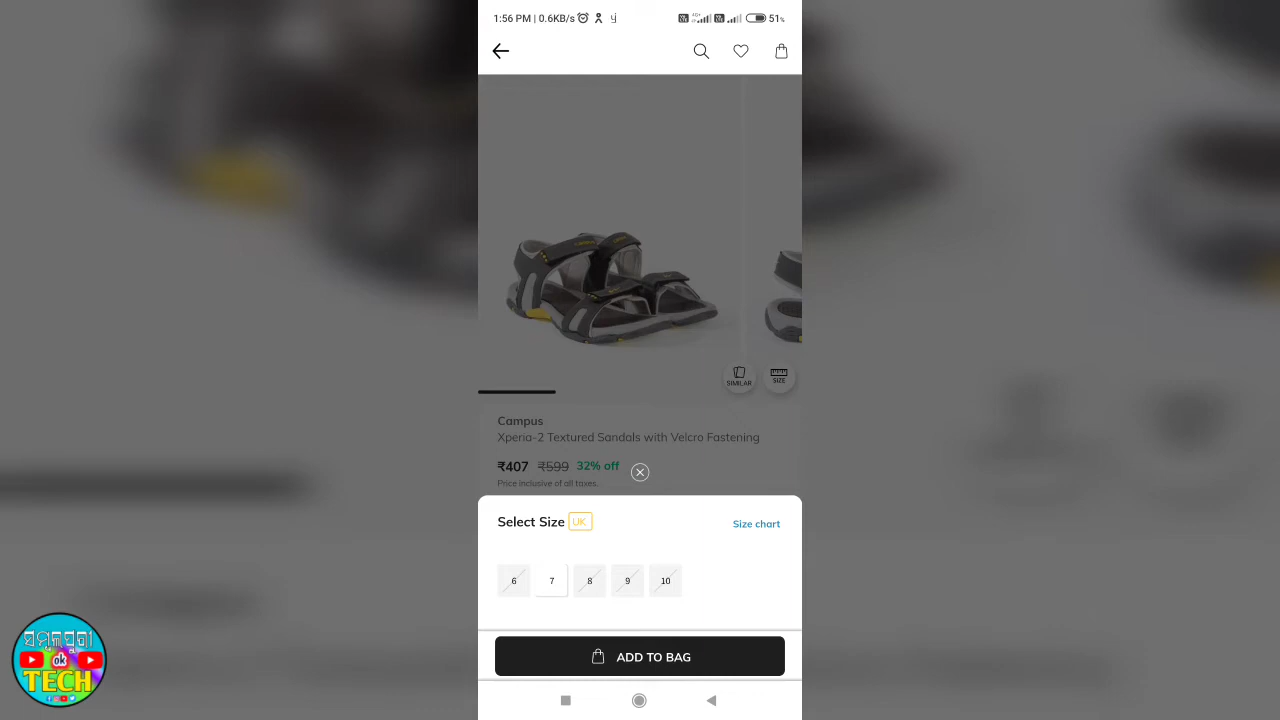 1:56 PM | 0.6KB/s
51%
SIMILAR
SIZE
Campus
Xperia-2 Textured Sandals with Velcro Fastening
₹407 ₹599 32% off
Price inclusive of all taxes.
Select Size UK
Size chart
6 7 8 9 10
ADD TO BAG
ok
TECH